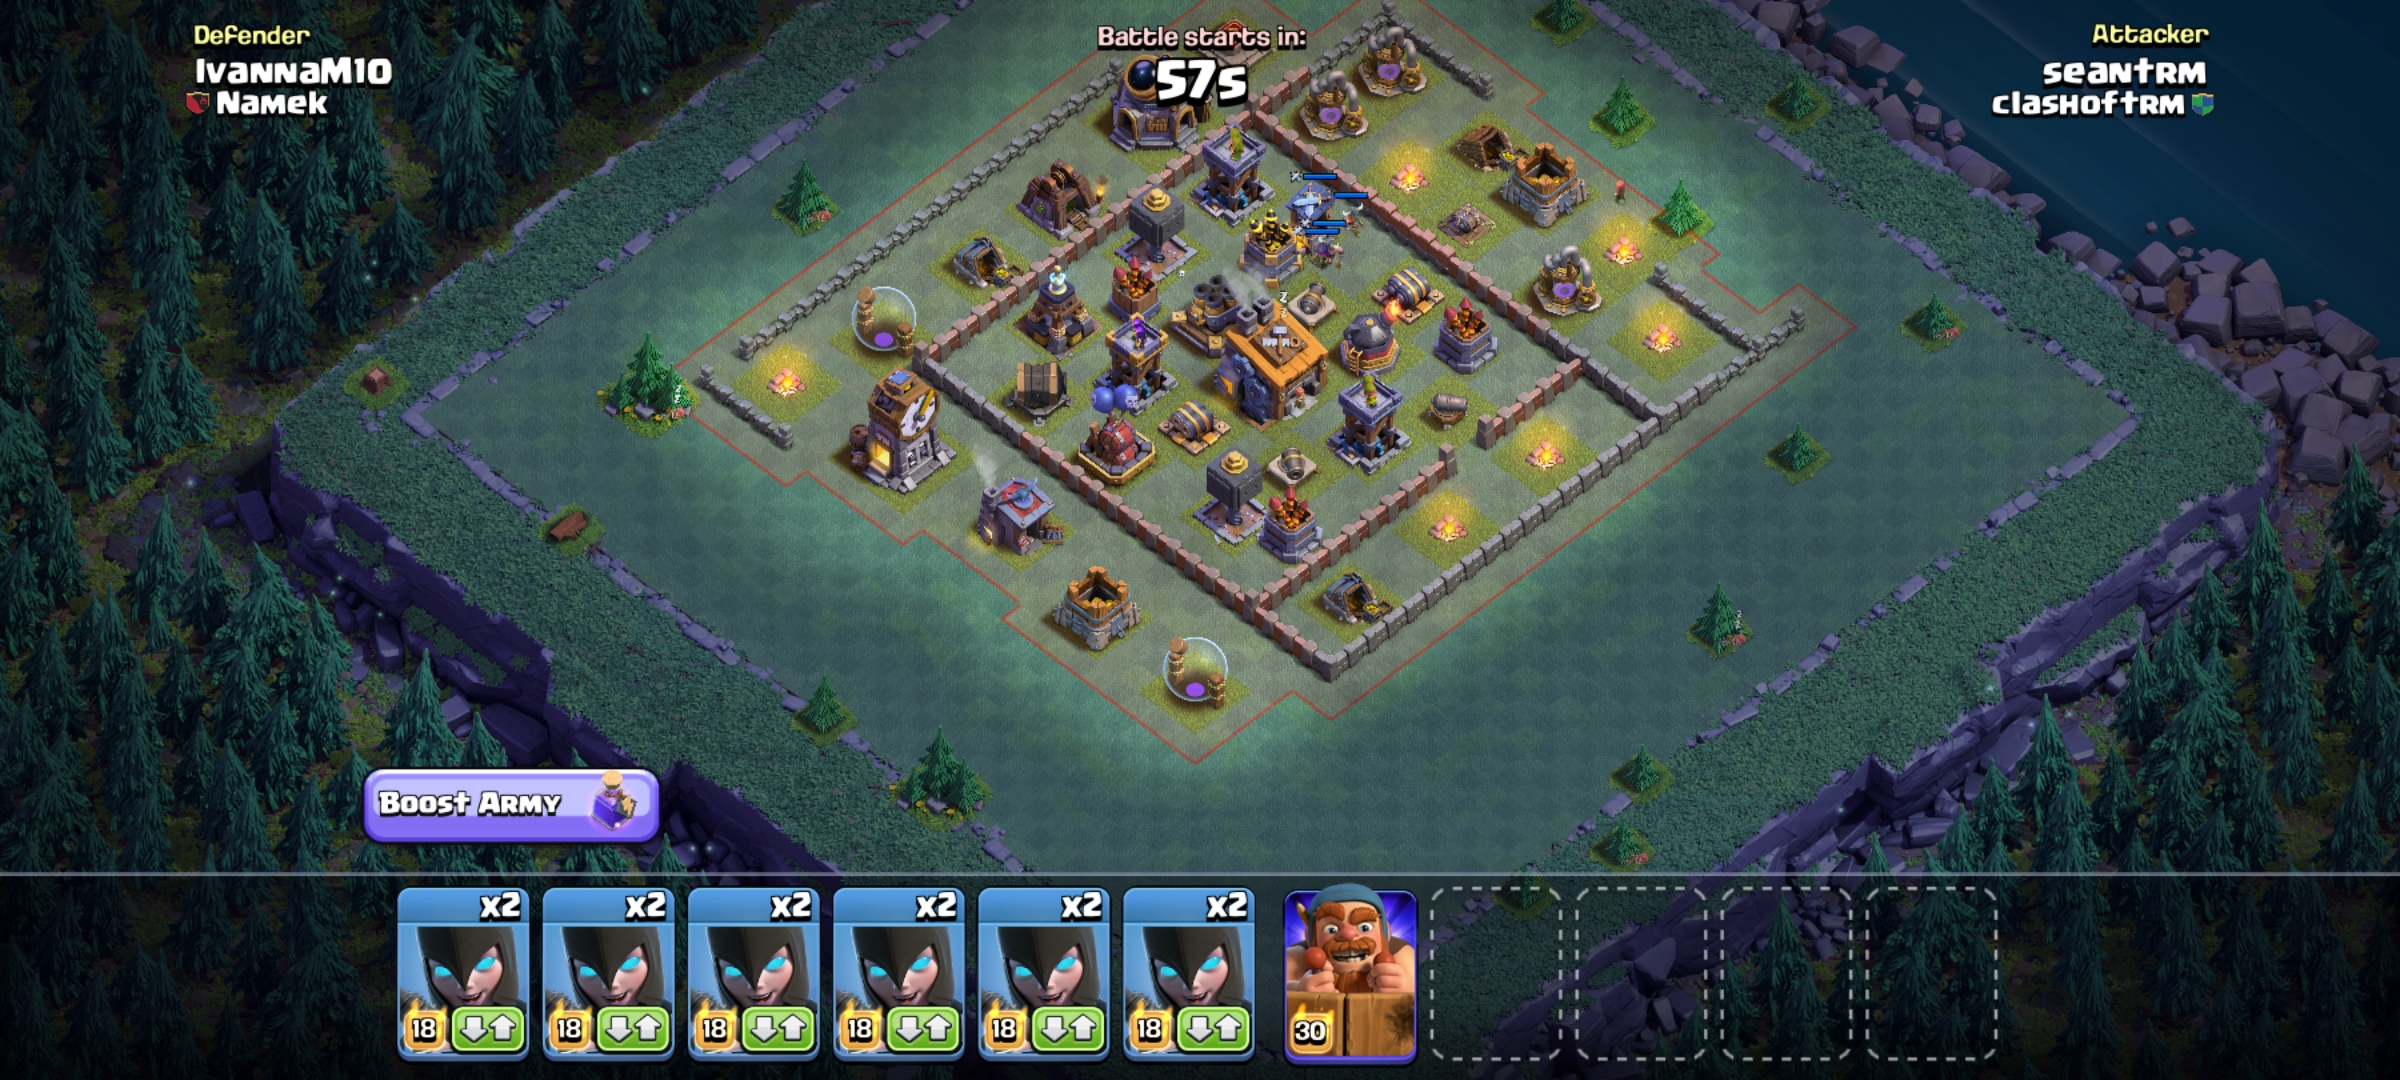 Defender
IvannaM10
Namek
Battle starts in:
57s
Attacker
seantRM
clashoftRM
Boost Army
x2
x2
x2
x2
x2
x2
18
18
18
18
18
18
30